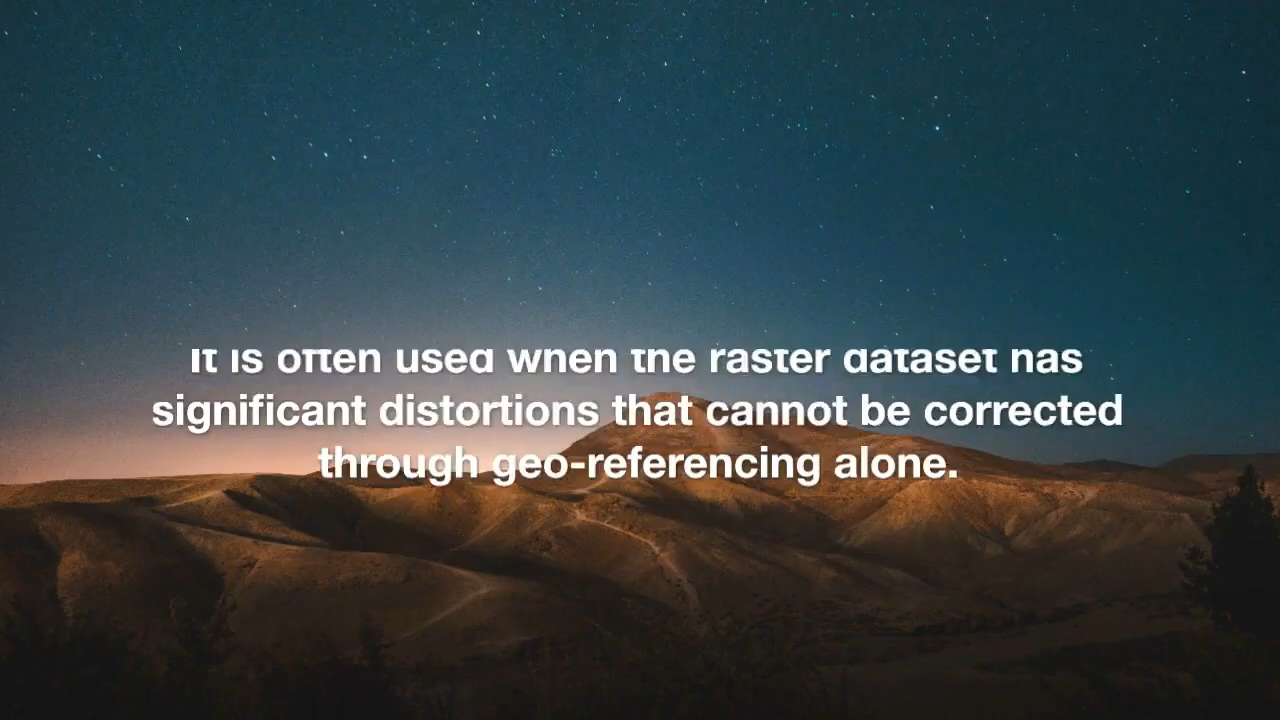 It is often used when the raster dataset has
significant distortions that cannot be corrected
through geo-referencing alone.